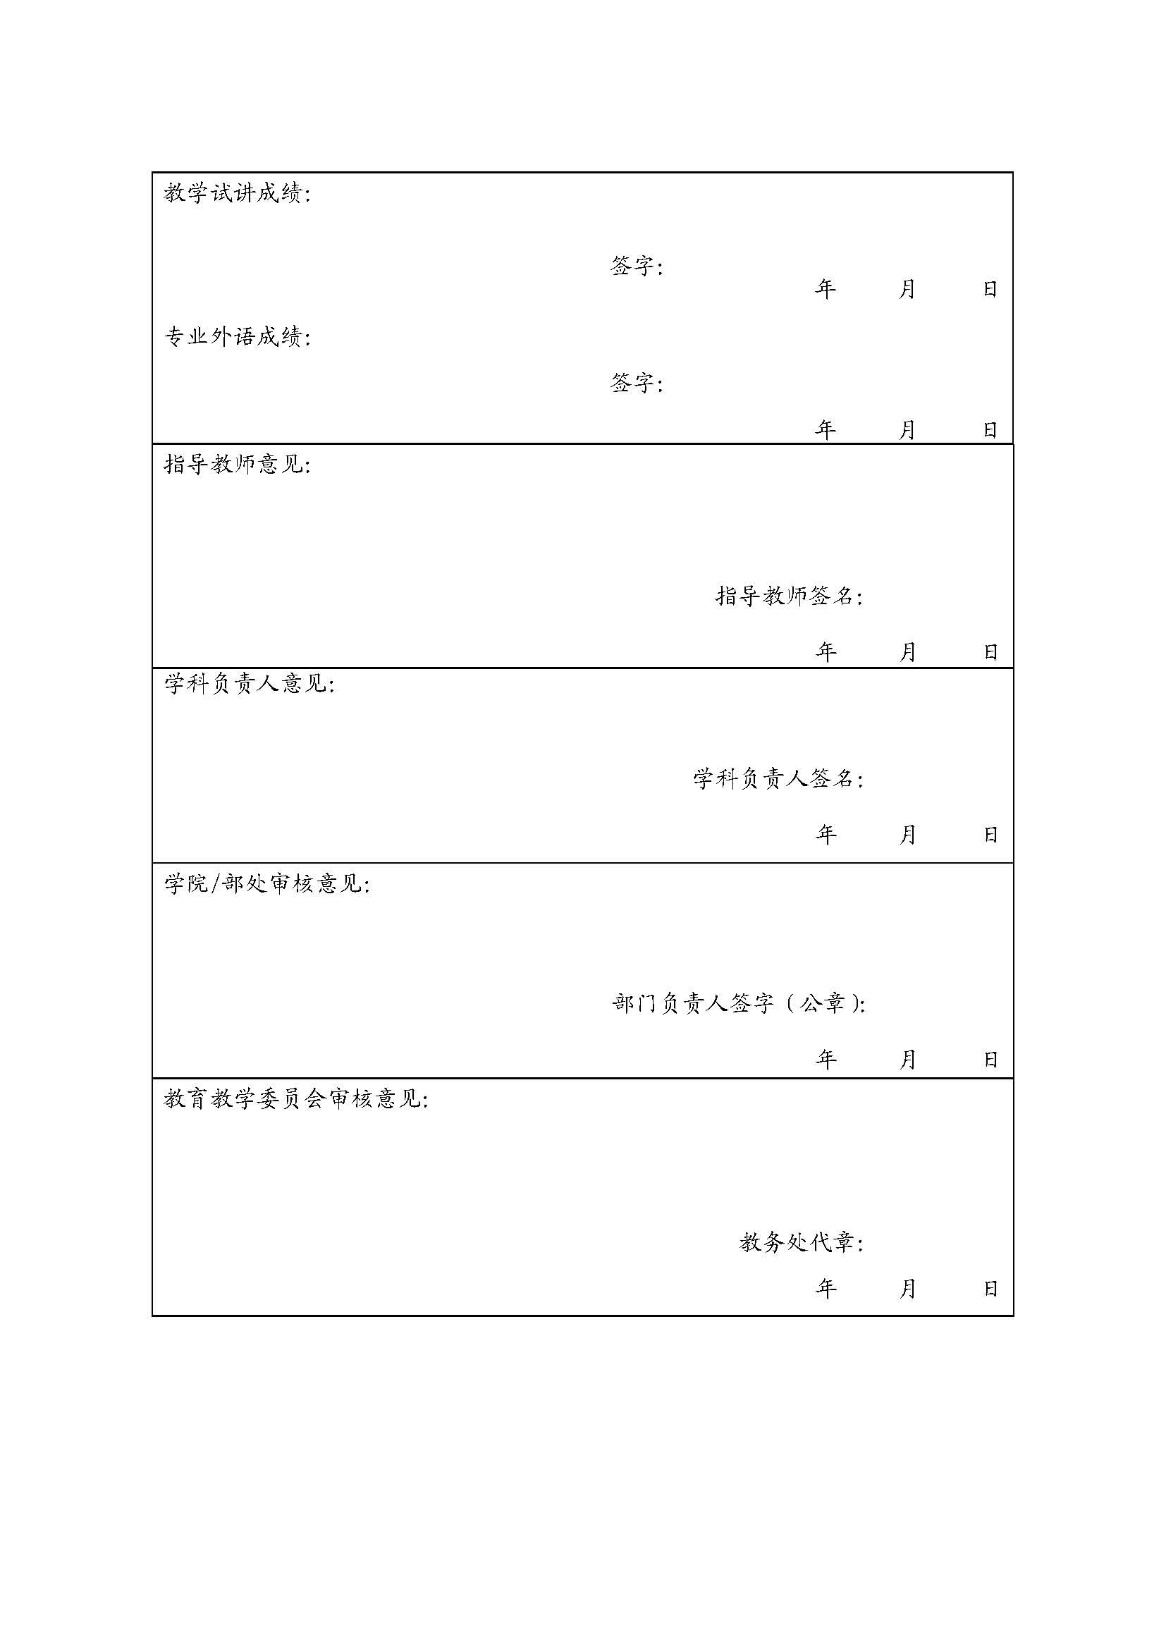 教学试讲成绩：
签字：
年 月 日
专业外语成绩：
签字：
年 月 日
指导教师意见：
指导教师签名：
年 月 日
学科负责人意见：
学科负责人签名：
年 月 日
学院/部处审核意见：
部门负责人签字（公章）：
年 月 日
教育教学委员会审核意见：
教务处代章：
年 月 日